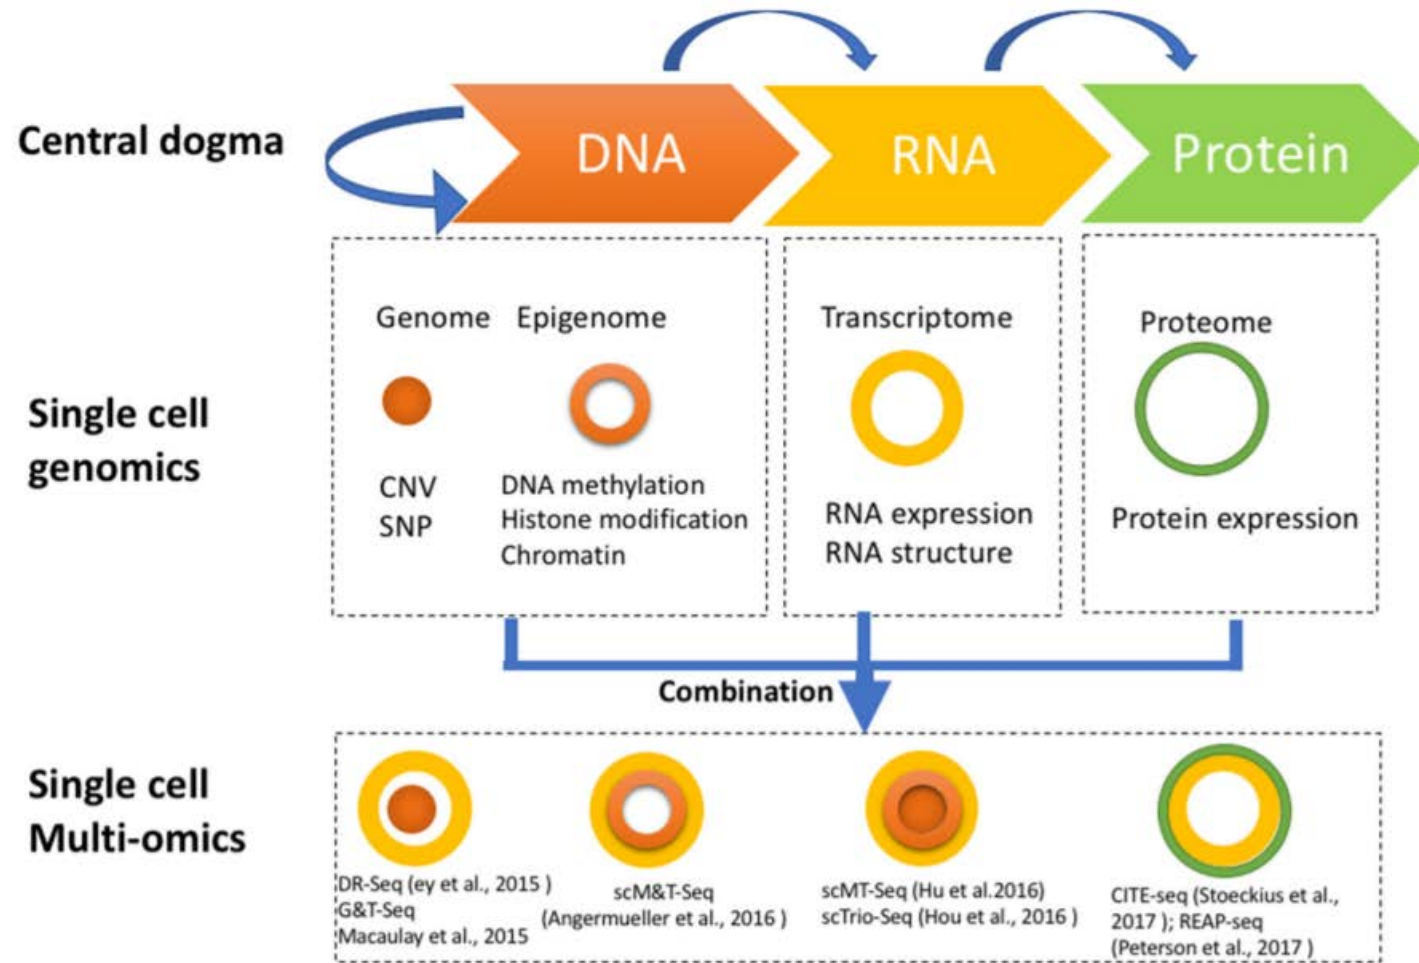 Central dogma
DNA
RNA
Protein
Genome
Epigenome
Transcriptome
Proteome
Single cell
genomics
CNV
SNP
DNA methylation
Histone modification
Chromatin
RNA expression
RNA structure
Protein expression
Combination
Single cell
Multi-omics
DR-Seq (ey et al., 2015 )
G&T-Seq
Macaulay et al., 2015
scM&T-Seq
(Angermueller et al., 2016 )
scMT-Seq (Hu et al.2016)
scTrio-Seq (Hou et al., 2016 )
CITE-seq (Stoeckius et al.,
2017 ); REAP-seq
(Peterson et al., 2017 )